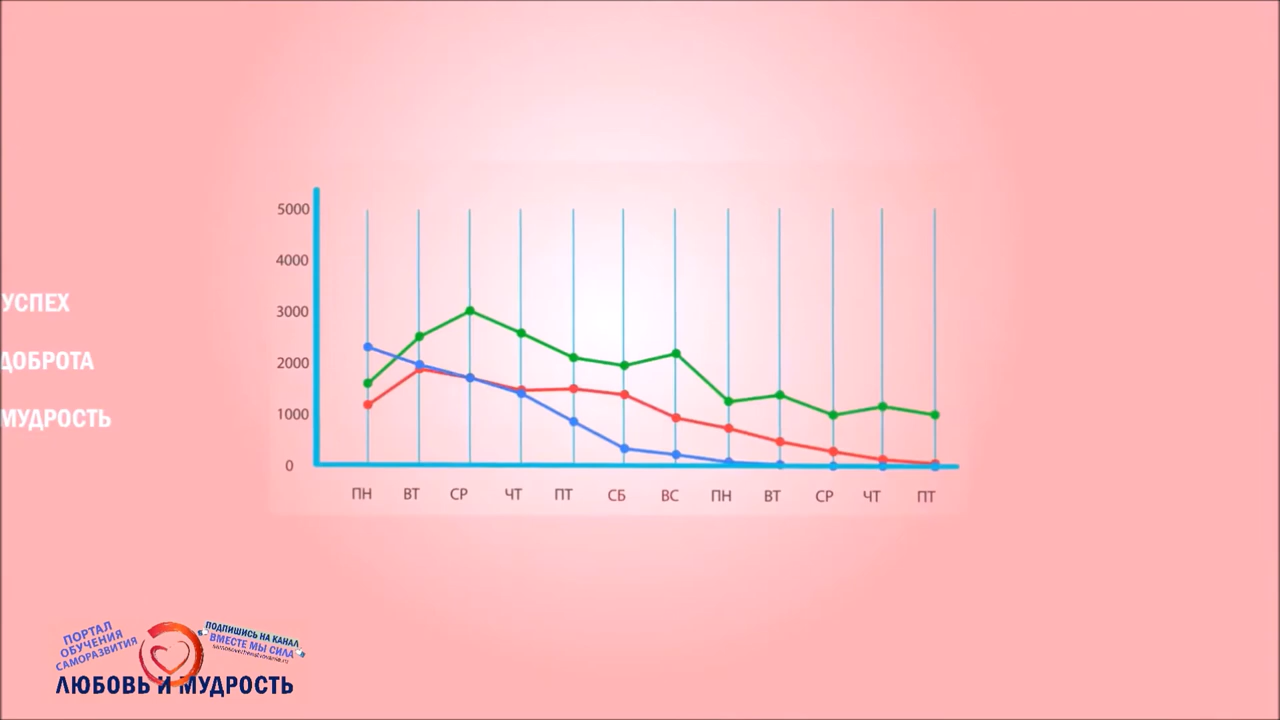 5000
4000
3000
2000
1000
0
ПН ВТ СР ЧТ ПТ СБ ВС ПН ВТ СР ЧТ ПТ
УСПЕХ
ДОБРОТА
МУДРОСТЬ
ПОРТАЛ
ОБУЧЕНИЯ
САМОРАЗВИТИЯ
ПОДПИШИСЬ НА КАНАЛ
ВМЕСТЕ МЫ СИЛА
ЛЮБОВЬ И МУДРОСТЬ